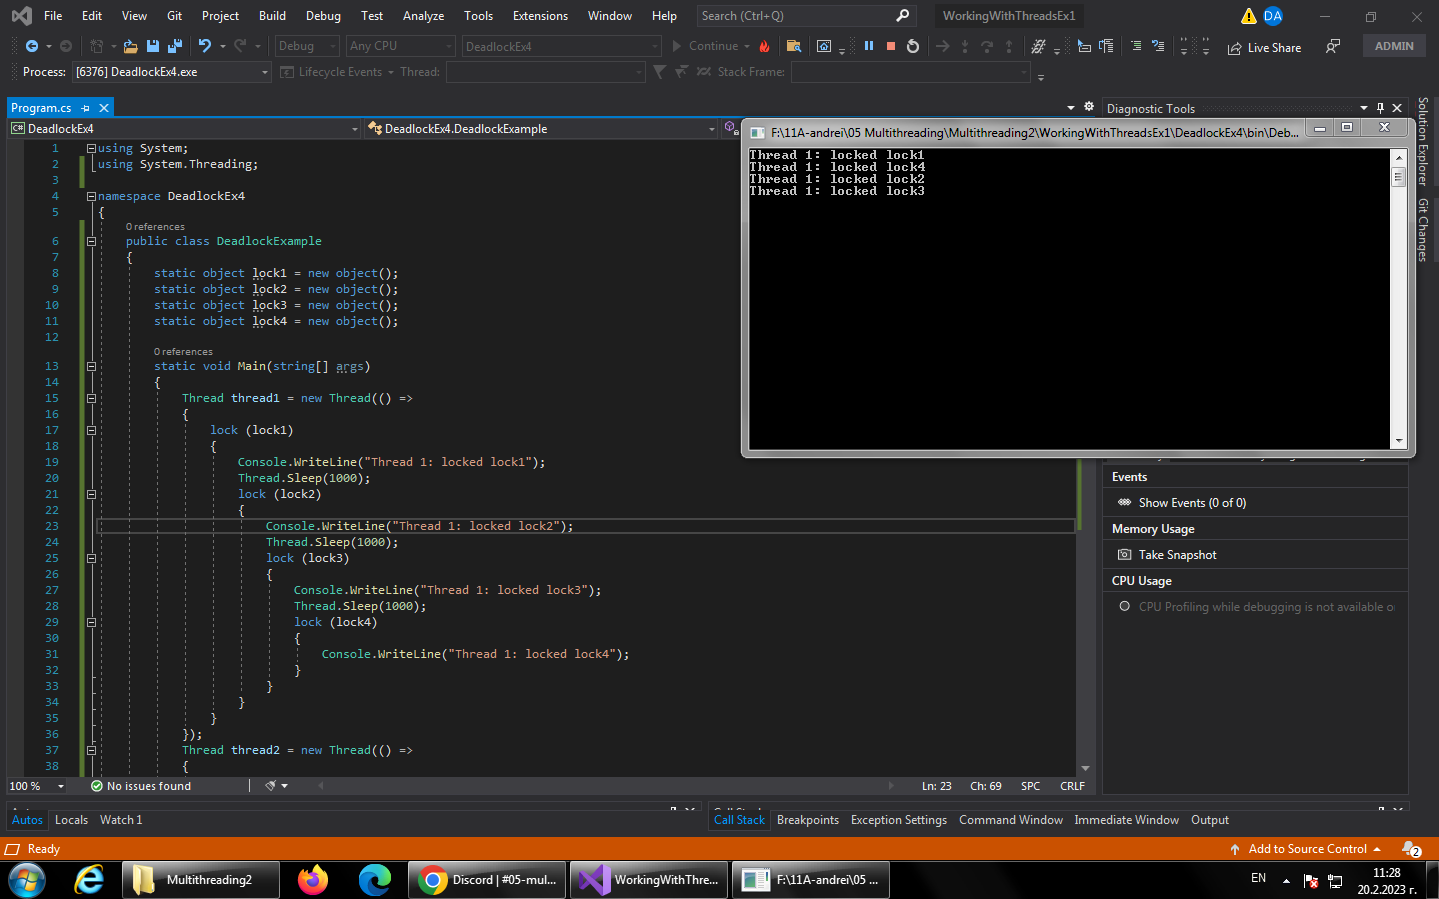 File Edit View Git Project Build Debug Test Analyze Tools Extensions Window Help Search (Ctrl+Q) WorkingWithThreadsEx1 DA
Debug Any CPU DeadlockEx4 Continue Live Share ADMIN
Process: [6376] DeadlockEx4.exe Lifecycle Events Thread: Stack Frame:
Program.cs
Diagnostic Tools
DeadlockEx4 DeadlockEx4.DeadlockExample
Solution Explorer
Git Changes
F:\11A-andrei\05 Multithreading\Multithreading2\WorkingWithThreadsEx1\DeadlockEx4\bin\Deb...
Thread 1: locked lock1
Thread 1: locked lock4
Thread 1: locked lock2
Thread 1: locked lock3
1 using System;
2 using System.Threading;
3
4 namespace DeadlockEx4
5 {
0 references
6 public class DeadlockExample
7 {
8 static object lock1 = new object();
9 static object lock2 = new object();
10 static object lock3 = new object();
11 static object lock4 = new object();
12
0 references
13 static void Main(string[] args)
14 {
15 Thread thread1 = new Thread(() =>
16 {
17 lock (lock1)
18 {
19 Console.WriteLine("Thread 1: locked lock1");
20 Thread.Sleep(1000);
21 lock (lock2)
22 {
23 Console.WriteLine("Thread 1: locked lock2");
24 Thread.Sleep(1000);
25 lock (lock3)
26 {
27 Console.WriteLine("Thread 1: locked lock3");
28 Thread.Sleep(1000);
29 lock (lock4)
30 {
31 Console.WriteLine("Thread 1: locked lock4");
32 }
33 }
34 }
35 }
36 });
37 Thread thread2 = new Thread(() =>
38 {
Events
Show Events (0 of 0)
Memory Usage
Take Snapshot
CPU Usage
CPU Profiling while debugging is not available o
100 % No issues found Ln: 23 Ch: 69 SPC CRLF
Autos Locals Watch 1
Call Stack Breakpoints Exception Settings Command Window Immediate Window Output
Ready Add to Source Control 2
Multithreading2 Discord | #05-mul... WorkingWithThre... F:\11A-andrei\05 ... EN 11:28
20.2.2023 г.